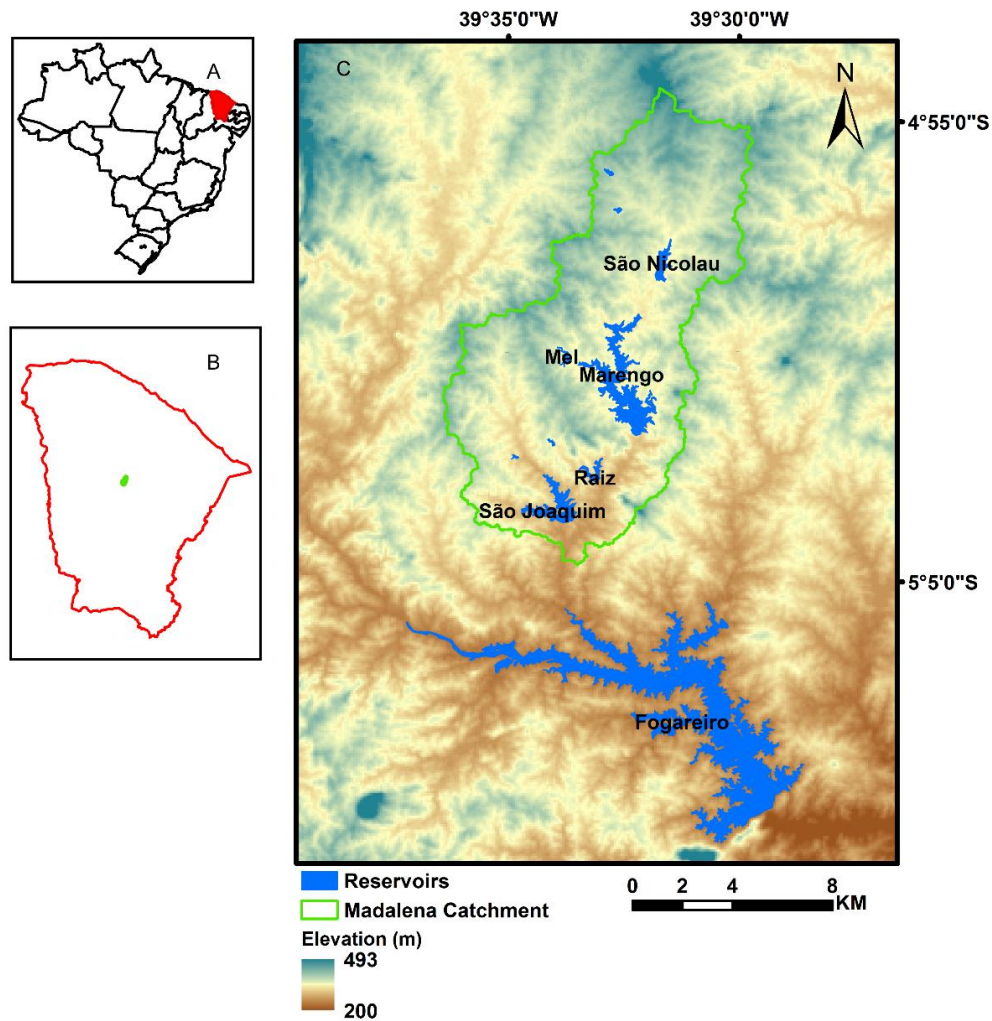 39°35'0"W
39°30'0"W
A
C
N
4°55'0"S
São Nicolau
B
Mel
Marengo
Raiz
São Joaquim
5°5'0"S
Fogareiro
Reservoirs
Madalena Catchment
0 2 4 8
KM
Elevation (m)
493
200